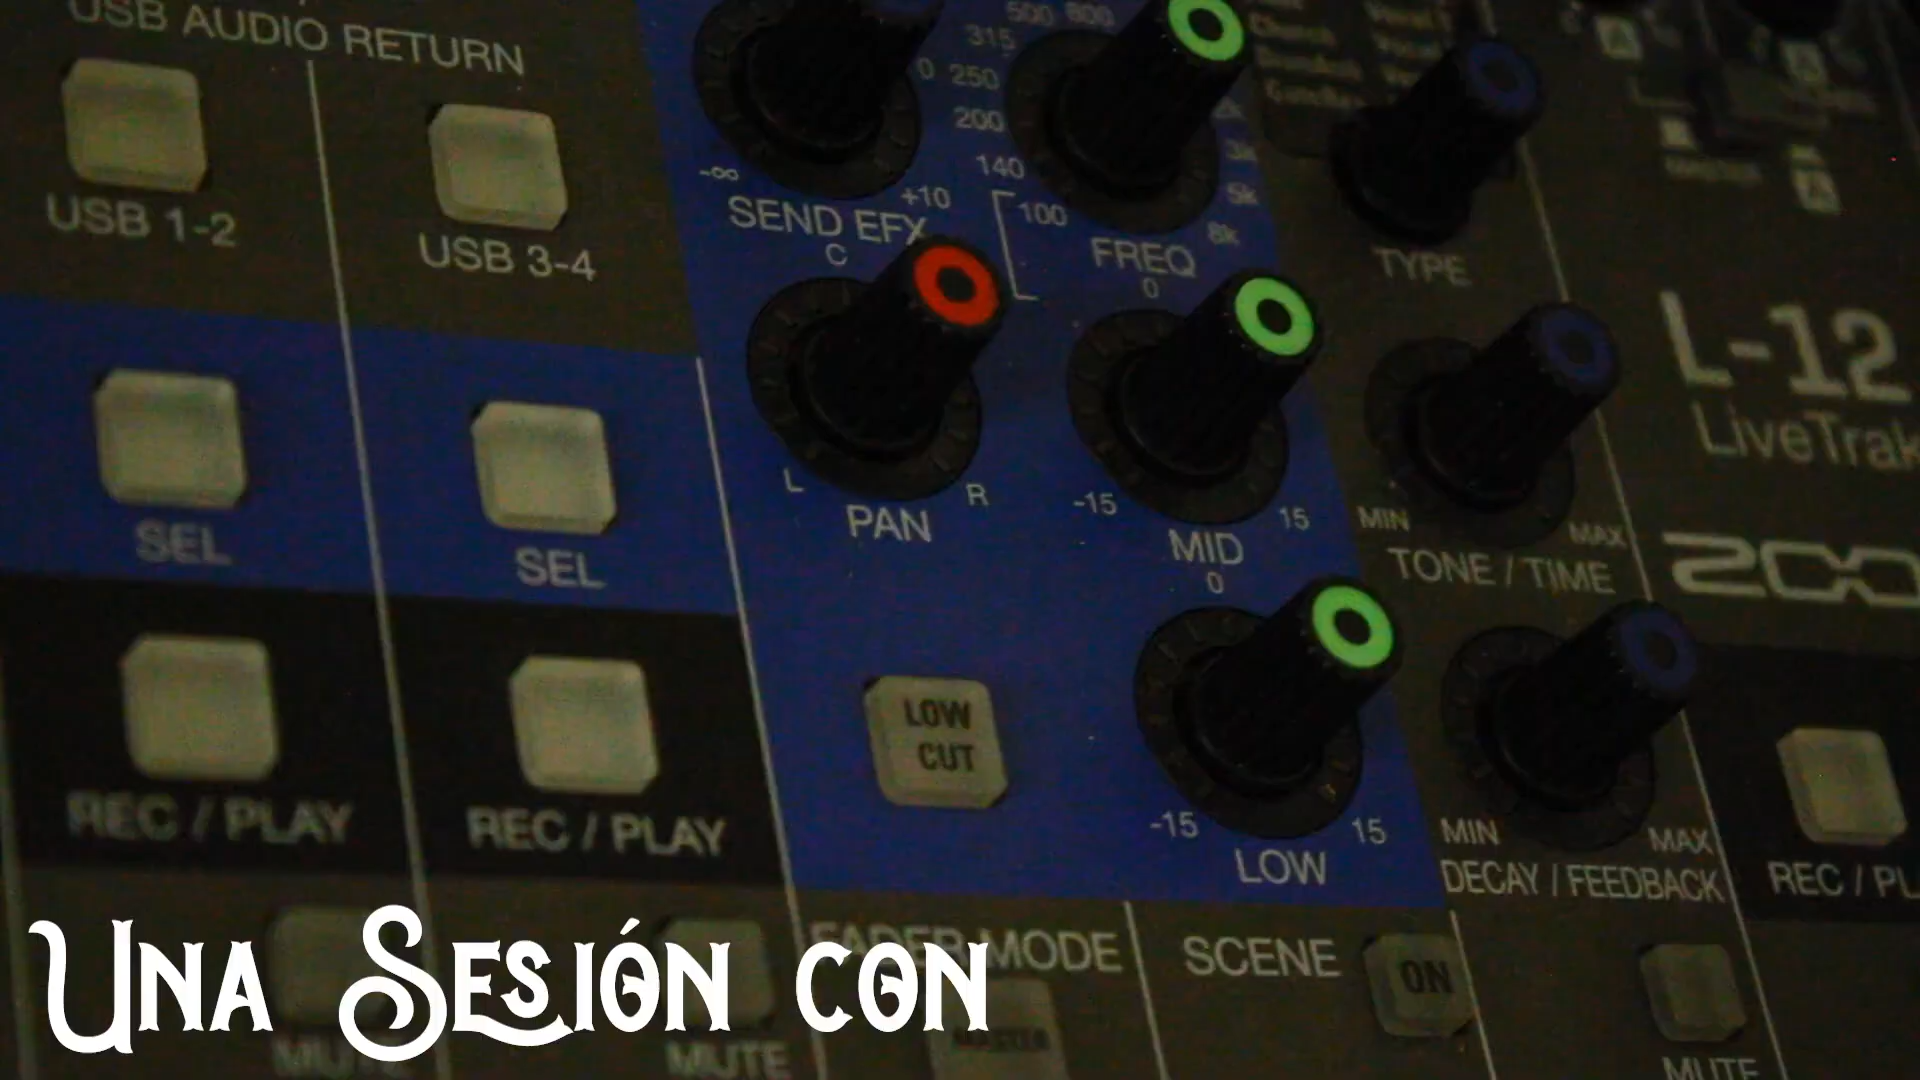 USB AUDIO RETURN
USB 1-2
USB 3-4
SEL
SEL
REC / PLAY
REC / PLAY
MUTE
MUTE
-∞
+10
SEND EFX
C
L
R
PAN
LOW
CUT
500
800
315
250
200
140
100
2k
3k
5k
8k
FREQ
0
-15
15
MID
0
-15
15
LOW
FADER MODE
MASTER
SCENE
ON
TYPE
MIN
MAX
TONE / TIME
MIN
MAX
DECAY / FEEDBACK
L-12
LiveTrak
ZOO
REC / PL
MUTE
UNA SESIÓN CON